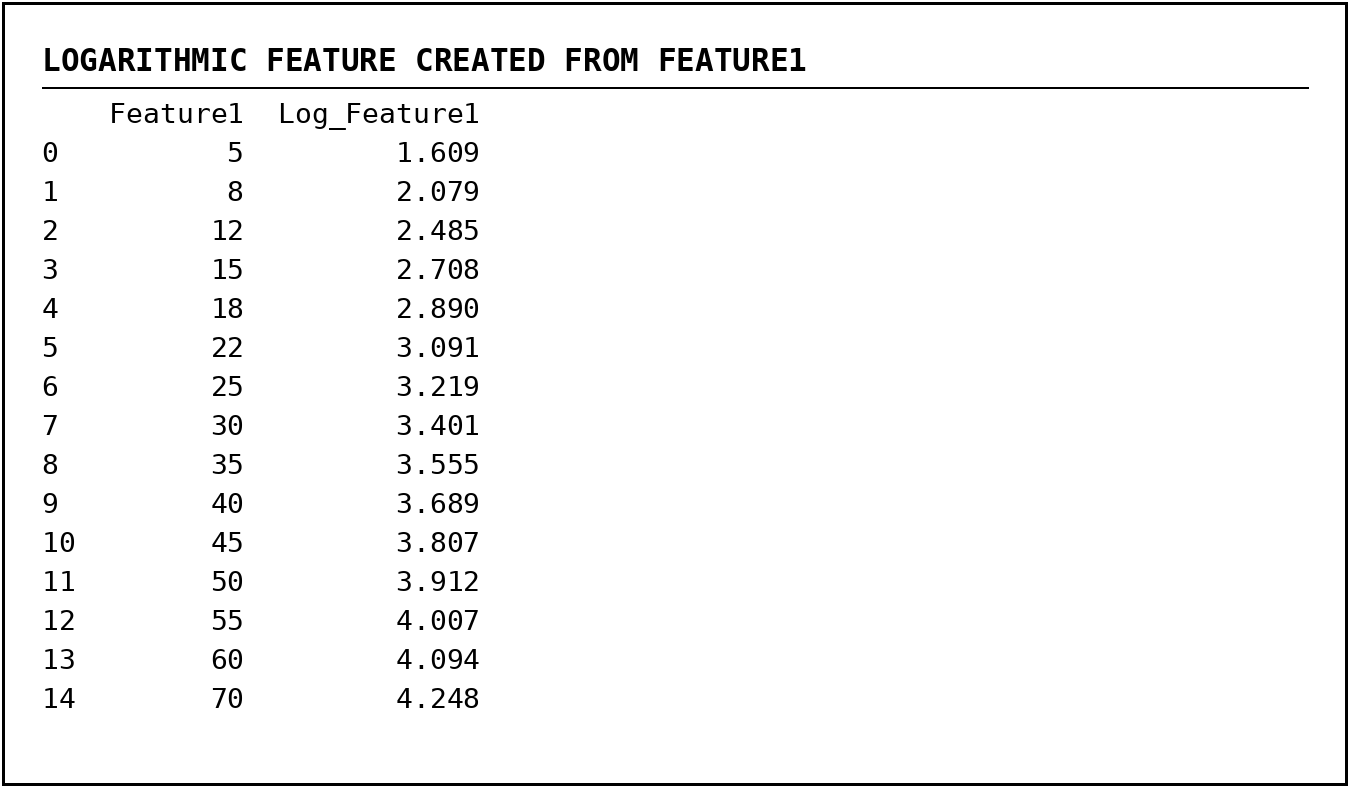 LOGARITHMIC FEATURE CREATED FROM FEATURE1
    Feature1  Log_Feature1
0          5         1.609
1          8         2.079
2         12         2.485
3         15         2.708
4         18         2.890
5         22         3.091
6         25         3.219
7         30         3.401
8         35         3.555
9         40         3.689
10        45         3.807
11        50         3.912
12        55         4.007
13        60         4.094
14        70         4.248